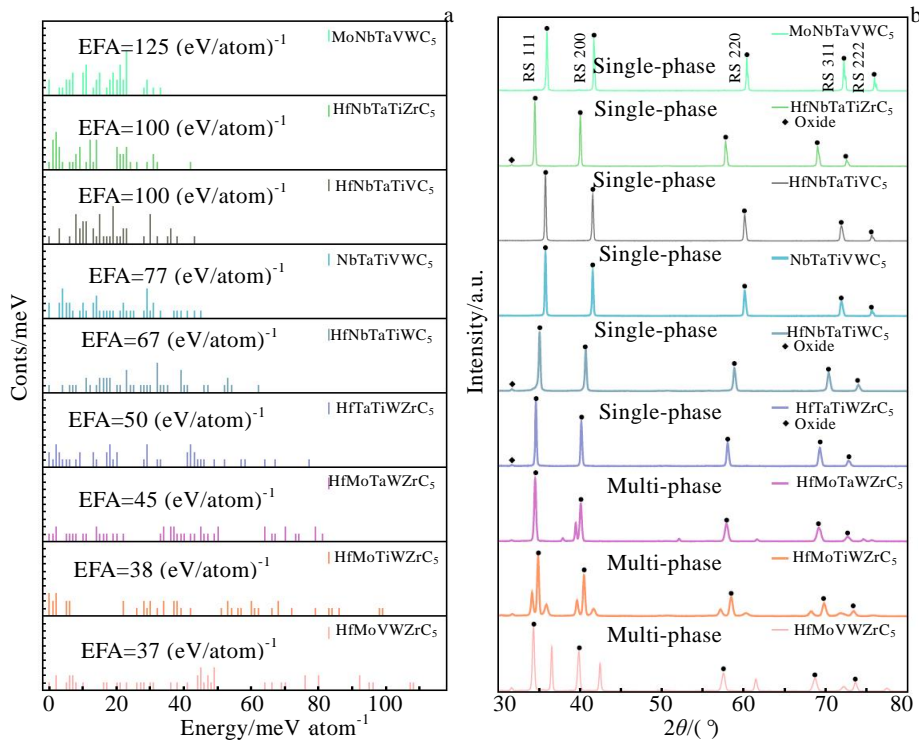 a
Conts/meV
EFA=125 (eV/atom)⁻¹
MoNbTaVWC₅
EFA=100 (eV/atom)⁻¹
HfNbTaTiZrC₅
EFA=100 (eV/atom)⁻¹
HfNbTaTiVC₅
EFA=77 (eV/atom)⁻¹
NbTaTiVWC₅
EFA=67 (eV/atom)⁻¹
HfNbTaTiWC₅
EFA=50 (eV/atom)⁻¹
HfTaTiWZrC₅
EFA=45 (eV/atom)⁻¹
HfMoTaWZrC₅
EFA=38 (eV/atom)⁻¹
HfMoTiWZrC₅
EFA=37 (eV/atom)⁻¹
HfMoVWZrC₅
0 20 40 60 80 100
Energy/meV atom⁻¹
b
Intensity/a.u.
RS 111
RS 200
RS 220
RS 311
RS 222
MoNbTaVWC₅
Single-phase
HfNbTaTiZrC₅
Single-phase
◆ Oxide
HfNbTaTiVC₅
Single-phase
NbTaTiVWC₅
Single-phase
HfNbTaTiWC₅
Single-phase
◆ Oxide
HfTaTiWZrC₅
Single-phase
◆ Oxide
HfMoTaWZrC₅
Multi-phase
HfMoTiWZrC₅
Multi-phase
HfMoVWZrC₅
Multi-phase
30 40 50 60 70 80
2θ/(°)